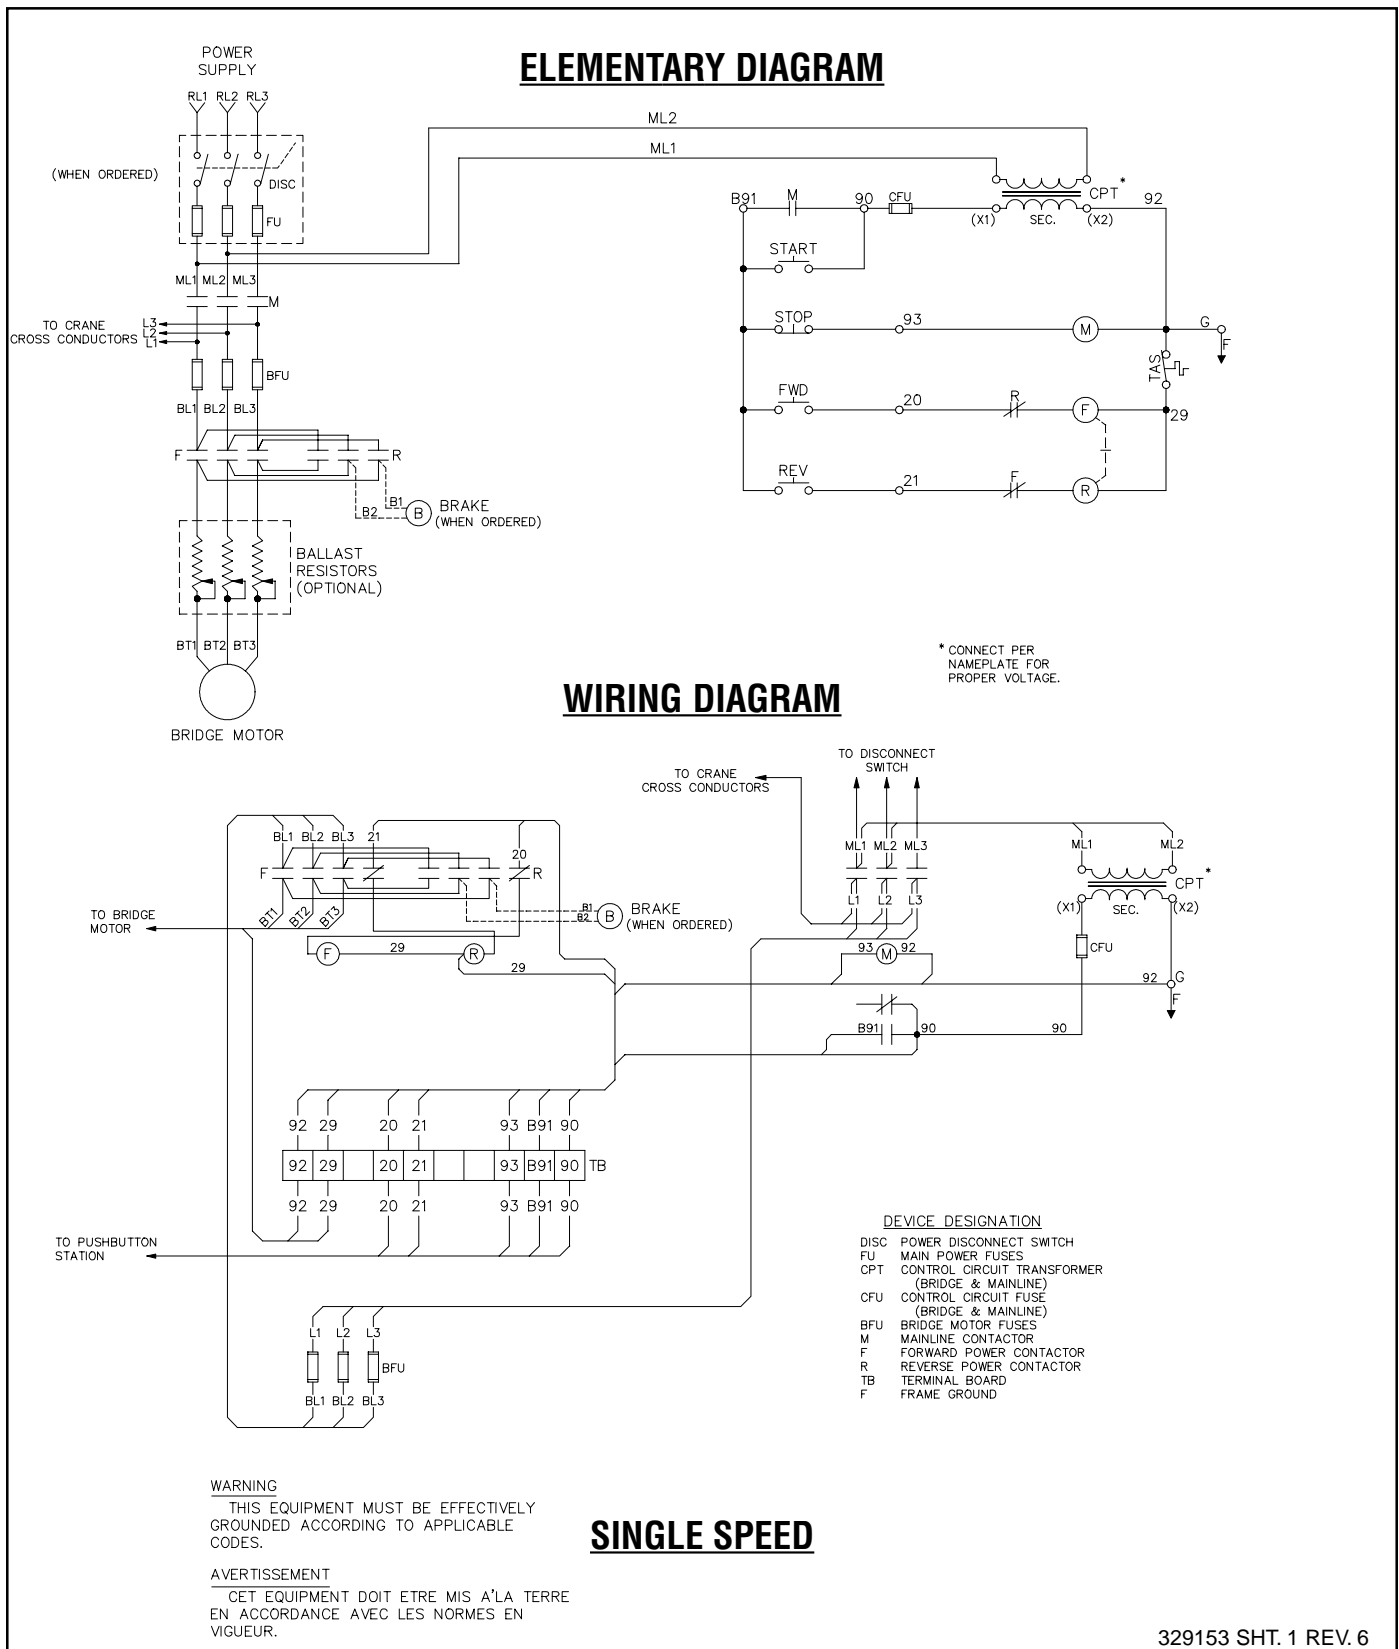 ELEMENTARY DIAGRAM
POWER
SUPPLY
RL1 RL2 RL3
(WHEN ORDERED)
DISC
FU
ML2
ML1
ML1 ML2 ML3
M
TO CRANE
CROSS CONDUCTORS
L3
L2
L1
BFU
BL1 BL2 BL3
F
R
B1
B2
B
BRAKE
(WHEN ORDERED)
BALLAST
RESISTORS
(OPTIONAL)
BT1 BT2 BT3
BRIDGE MOTOR
B91
M
90
CFU
(X1)
SEC.
(X2)
CPT *
92
START
STOP
93
M
G
F
TAS
FWD
20
R
F
29
REV
21
F
R
* CONNECT PER
NAMEPLATE FOR
PROPER VOLTAGE.
WIRING DIAGRAM
TO DISCONNECT
SWITCH
TO CRANE
CROSS CONDUCTORS
BL1 BL2 BL3 21
20
F
R
BT1 BT2 BT3
TO BRIDGE
MOTOR
B1
B2
B
BRAKE
(WHEN ORDERED)
F
29
R
29
ML1 ML2 ML3
L1 L2 L3
ML1
ML2
CPT *
(X1)
SEC.
(X2)
CFU
93
M
92
92
G
F
B91
90
90
92 29 20 21 93 B91 90
92 29 20 21 93 B91 90 TB
92 29 20 21 93 B91 90
TO PUSHBUTTON
STATION
L1 L2 L3
BFU
BL1 BL2 BL3
DEVICE DESIGNATION
DISC POWER DISCONNECT SWITCH
FU MAIN POWER FUSES
CPT CONTROL CIRCUIT TRANSFORMER
(BRIDGE & MAINLINE)
CFU CONTROL CIRCUIT FUSE
(BRIDGE & MAINLINE)
BFU BRIDGE MOTOR FUSES
M MAINLINE CONTACTOR
F FORWARD POWER CONTACTOR
R REVERSE POWER CONTACTOR
TB TERMINAL BOARD
F FRAME GROUND
WARNING
THIS EQUIPMENT MUST BE EFFECTIVELY
GROUNDED ACCORDING TO APPLICABLE
CODES.
AVERTISSEMENT
CET EQUIPMENT DOIT ETRE MIS A'LA TERRE
EN ACCORDANCE AVEC LES NORMES EN
VIGUEUR.
SINGLE SPEED
329153 SHT. 1 REV. 6